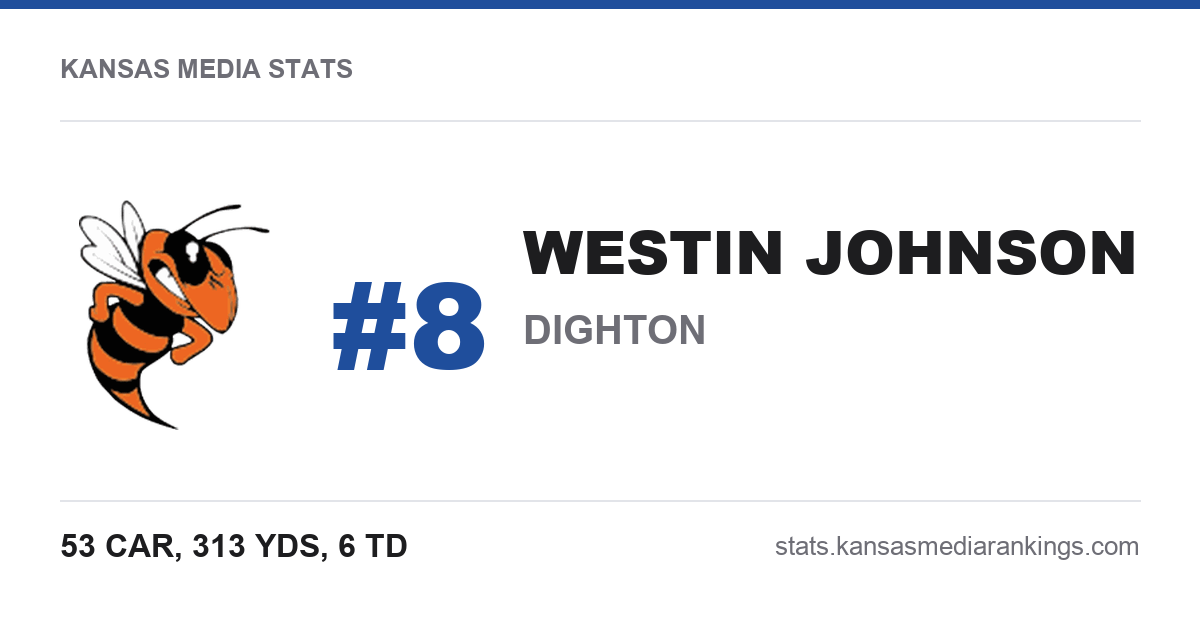 KANSAS MEDIA STATS
#8
WESTIN JOHNSON
DIGHTON
53 CAR, 313 YDS, 6 TD
stats.kansasmediarankings.com